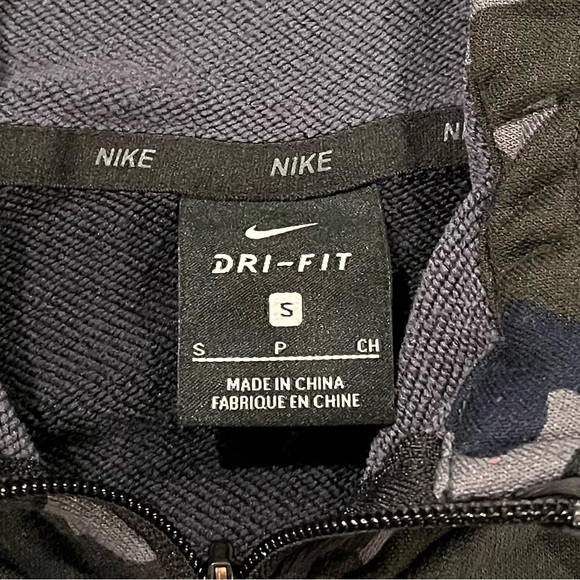 NIKE NIKE N
DRI-FIT
S
S P CH
MADE IN CHINA
FABRIQUE EN CHINE